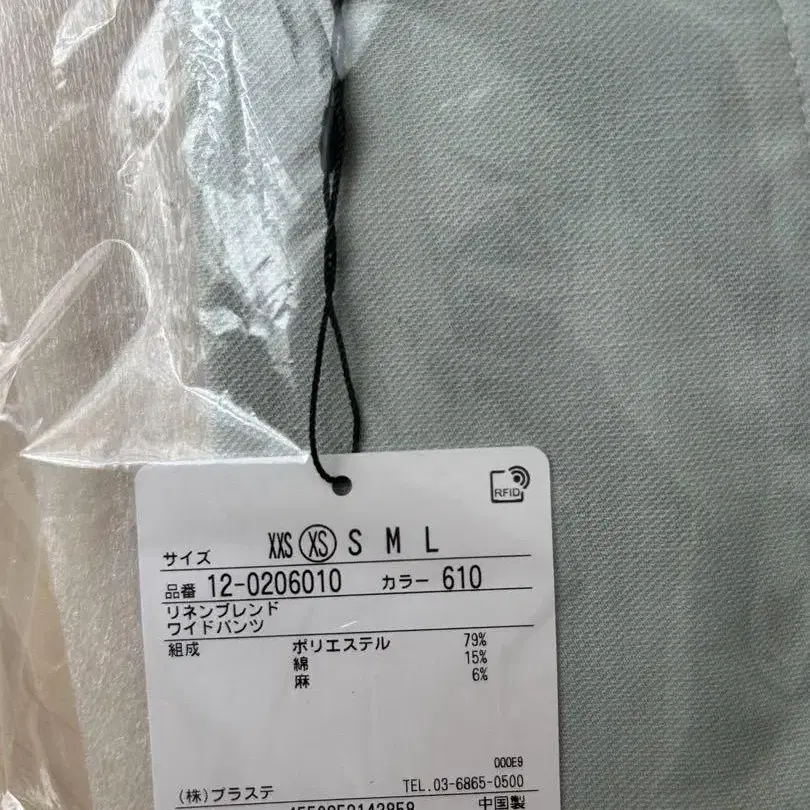 RFID
サイズ XXS XS S M L
品番 12-0206010 カラー 610
リネンブレンド
ワイドパンツ
組成 ポリエステル 79%
綿 15%
麻 6%
000E9
(株)プラステ TEL.03-6865-0500
中国製